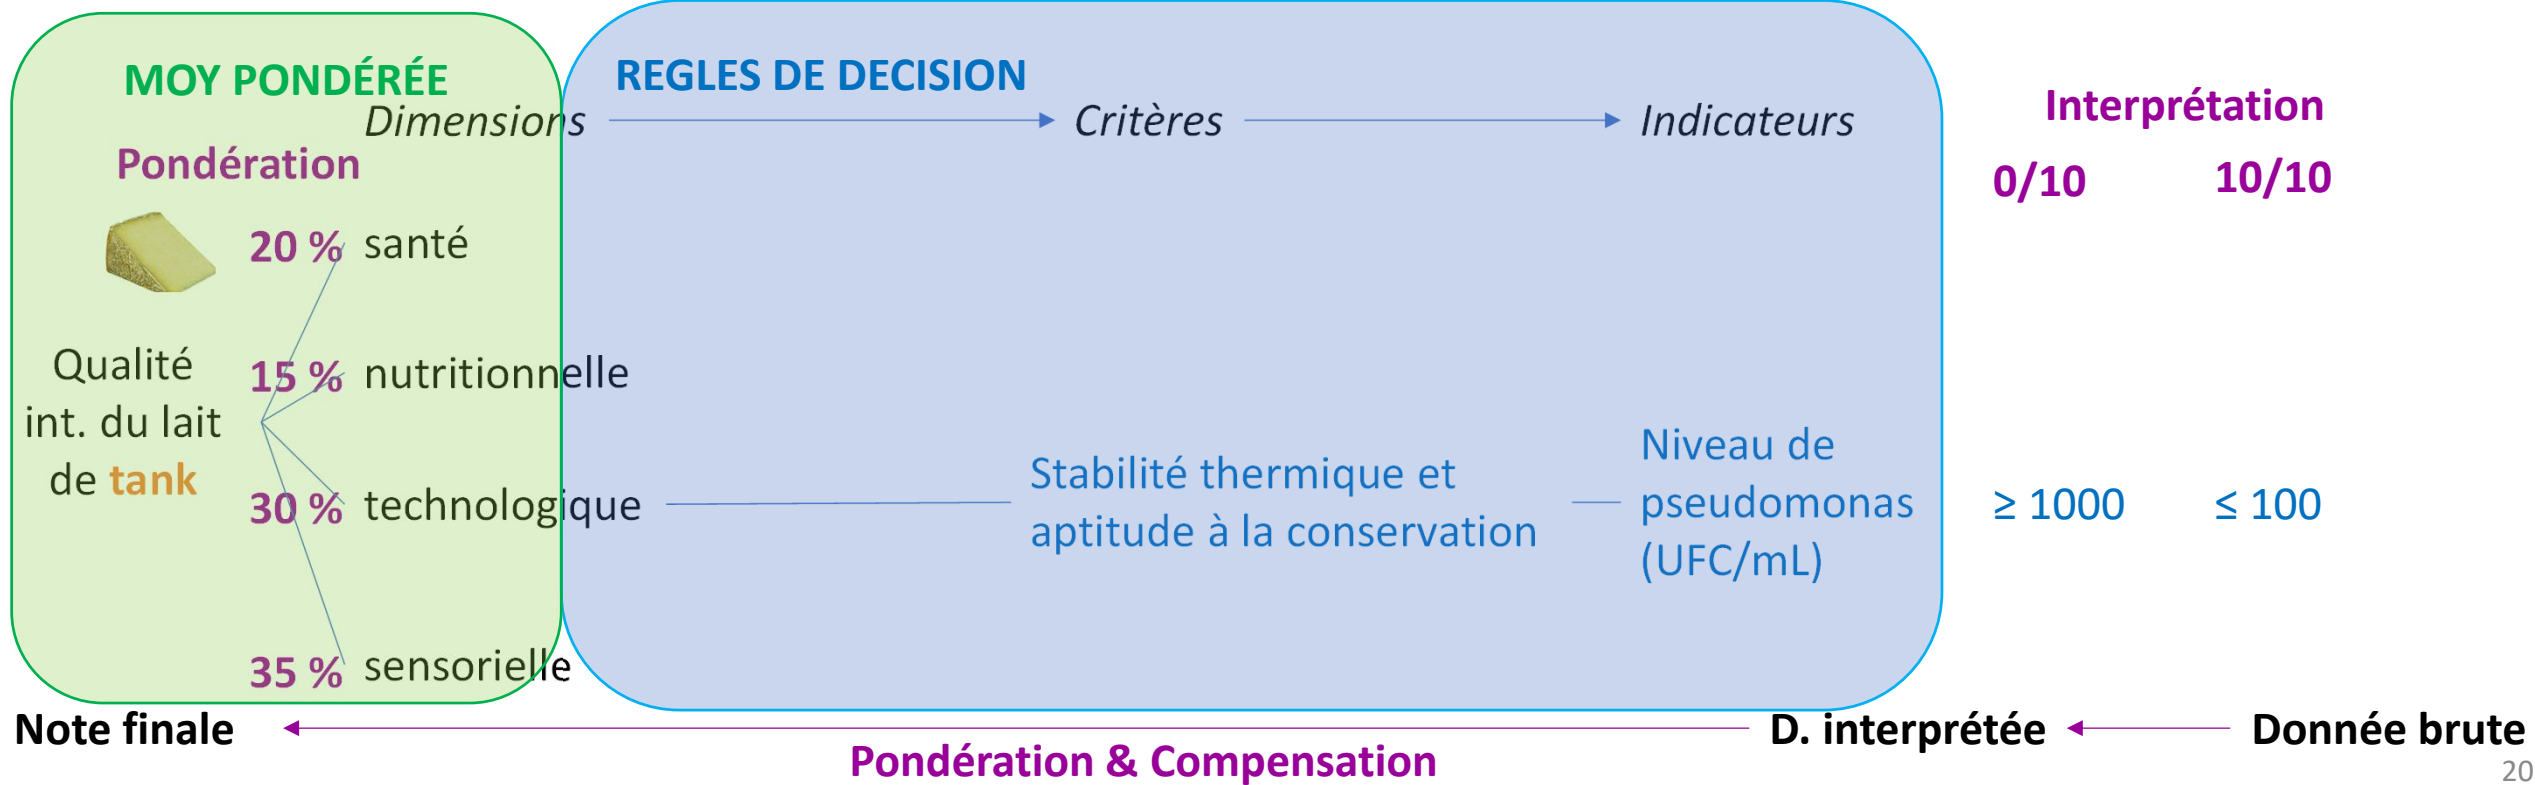 MOY PONDÉRÉE
REGLES DE DECISION
Dimensions
Critères
Indicateurs
Interprétation
Pondération
0/10
10/10
20 % santé
Qualité
int. du lait
de tank
15 % nutritionnelle
30 % technologique
Stabilité thermique et
aptitude à la conservation
Niveau de
pseudomonas
(UFC/mL)
≥ 1000
≤ 100
35 % sensorielle
Note finale
D. interprétée
Donnée brute
Pondération & Compensation
20